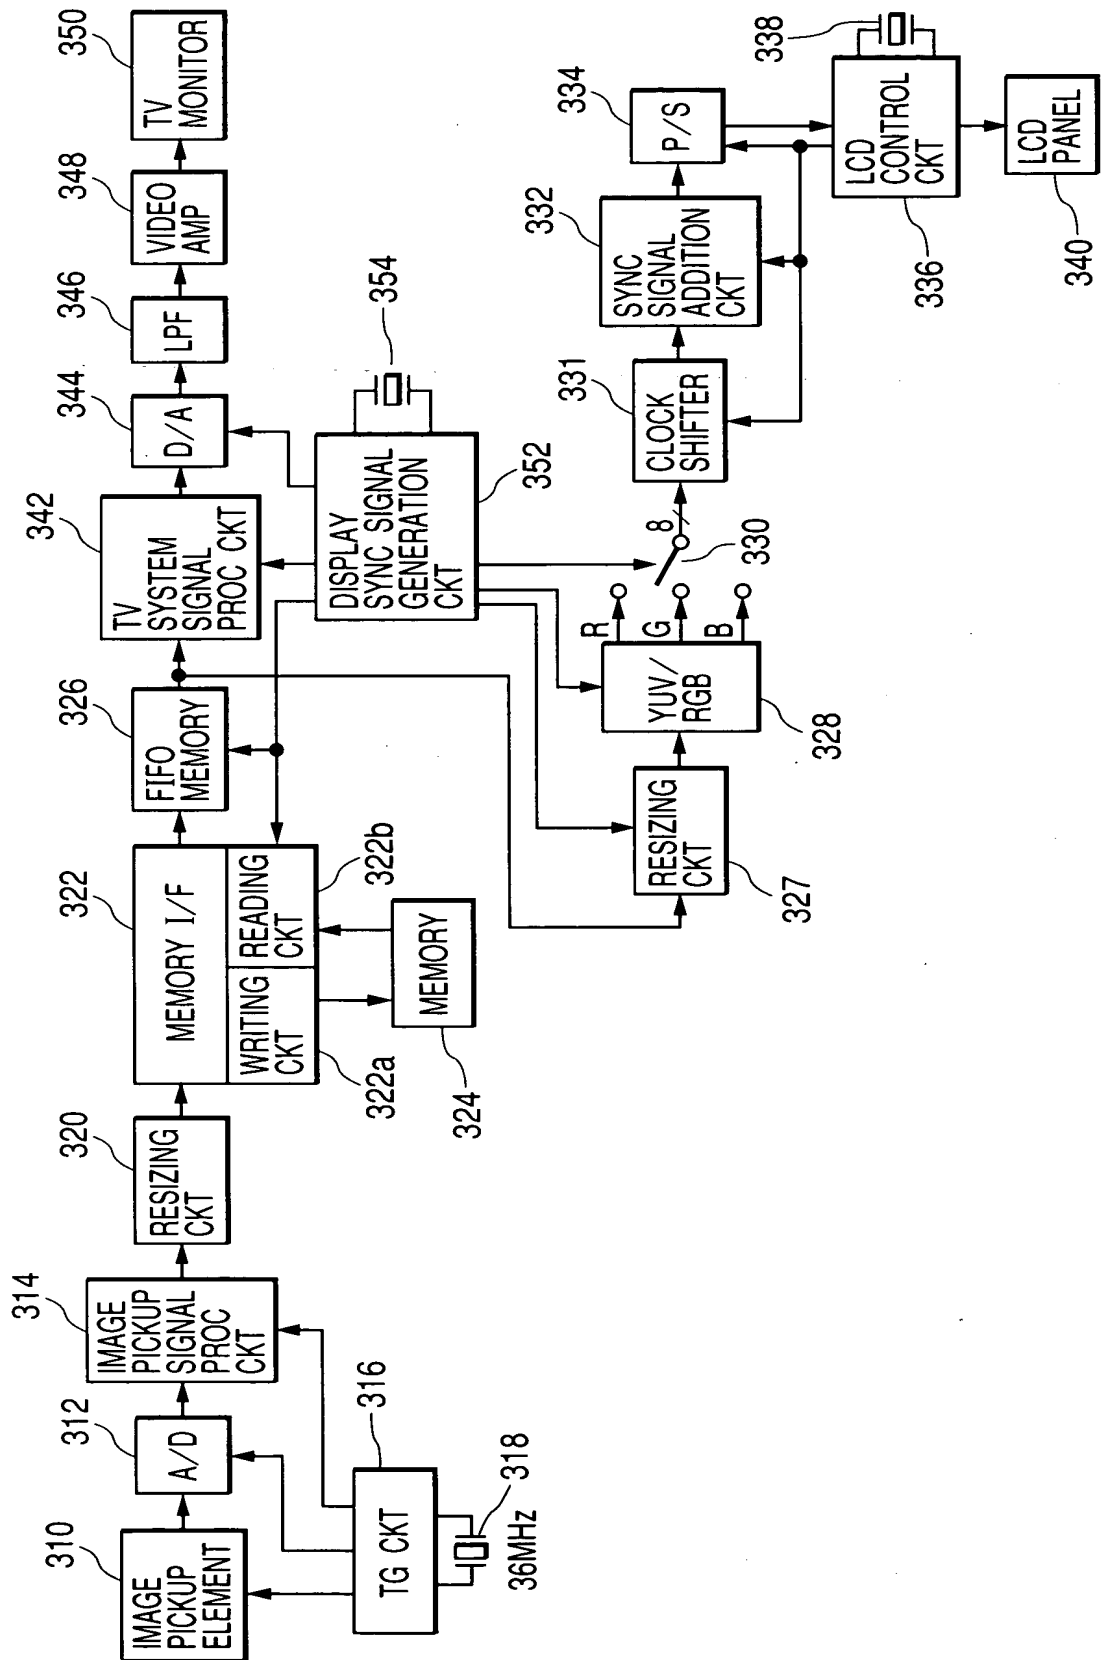 310
IMAGE
PICKUP
ELEMENT
312
A/D
314
IMAGE
PICKUP
SIGNAL
PROC
CKT
316
TG CKT
318
36MHz
320
RESIZING
CKT
322
MEMORY I/F
WRITING
CKT
READING
CKT
322a
322b
MEMORY
324
326
FIFO
MEMORY
342
TV
SYSTEM
SIGNAL
PROC CKT
344
D/A
346
LPF
348
VIDEO
AMP
350
TV
MONITOR
DISPLAY
SYNC SIGNAL
GENERATION
CKT
352
354
RESIZING
CKT
327
YUV/
RGB
328
R
G
B
8
330
331
CLOCK
SHIFTER
332
SYNC
SIGNAL
ADDITION
CKT
334
P/S
LCD
CONTROL
CKT
336
338
LCD
PANEL
340